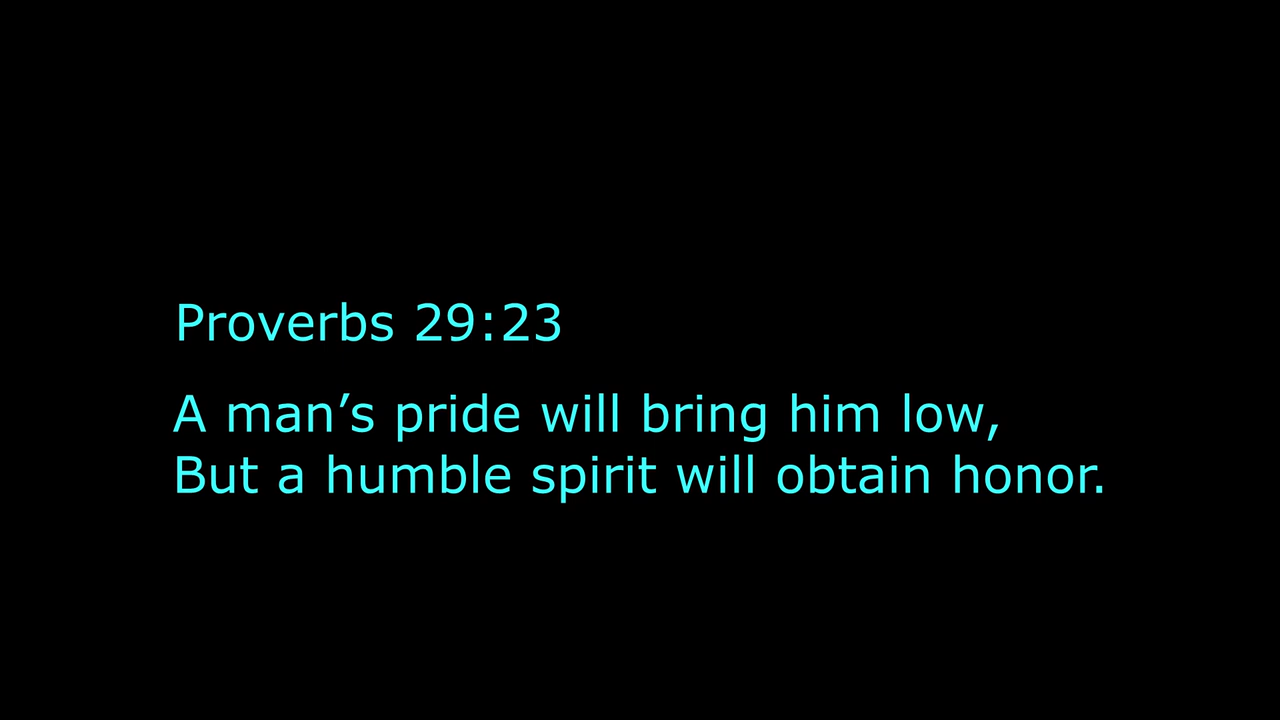 Proverbs 29:23
A man’s pride will bring him low,
But a humble spirit will obtain honor.